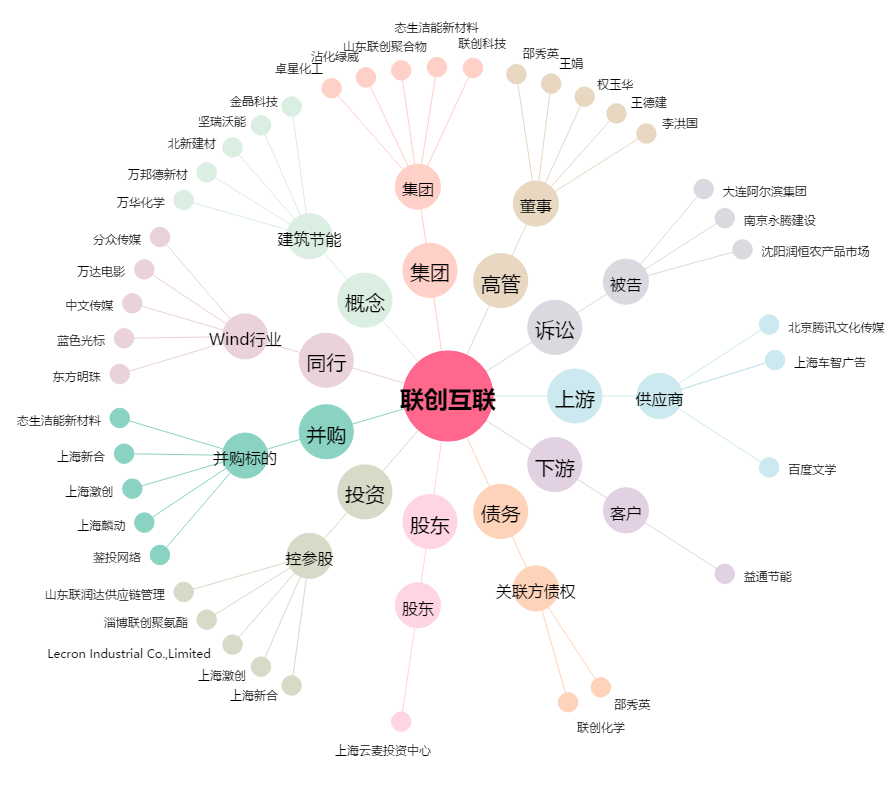 态生洁能新材料
山东联创聚合物
联创科技
沾化绿威
卓星化工
邵秀英
王娟
权玉华
王德建
李洪国
金邑科技
坚瑞沃能
北新建材
万邦德新材
万华化学
集团
董事
大连阿尔滨集团
南京永腾建设
沈阳润恒农产品市场
建筑节能
集团
高管
被告
分众传媒
万达电影
中文传媒
蓝色光标
东方明珠
概念
诉讼
Wind行业
同行
北京腾讯文化传媒
上海车智广告
百度文学
联创互联
上游
供应商
态生洁能新材料
上海新合
上海激创
上海麟动
鏊投网络
并购
并购标的
下游
客户
益通节能
投资
股东
债务
控参股
股东
关联方债权
山东联润达供应链管理
淄博联创聚氨酯
Lecron Industrial Co.,Limited
上海激创
上海新合
邵秀英
联创化学
上海云麦投资中心